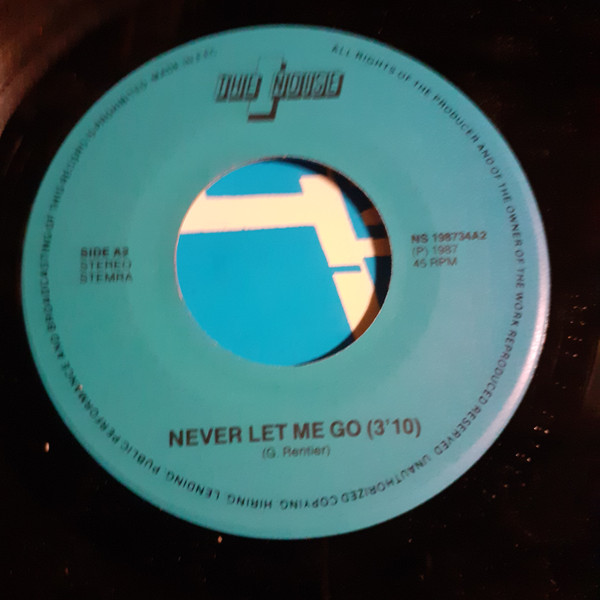 ALL RIGHTS OF THE PRODUCER AND OF THE OWNER OF THE WORK REPRODUCED RESERVED UNAUTHORIZED COPYING HIRING LENDING PUBLIC PERFORMANCE AND BROADCASTING OF THIS RECORD IS PROHIBITED
SIDE A2
STEREO
STEMRA
NS 198734A2
(P) 1987
45 RPM
NEVER LET ME GO (3'10)
(G. Rentier)